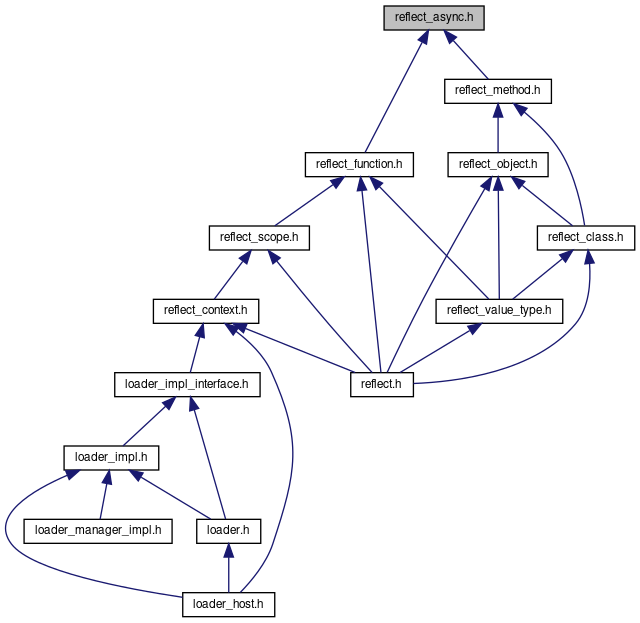 reflect_async.h
reflect_method.h
reflect_function.h
reflect_object.h
reflect_scope.h
reflect_class.h
reflect_context.h
reflect_value_type.h
loader_impl_interface.h
reflect.h
loader_impl.h
loader_manager_impl.h
loader.h
loader_host.h